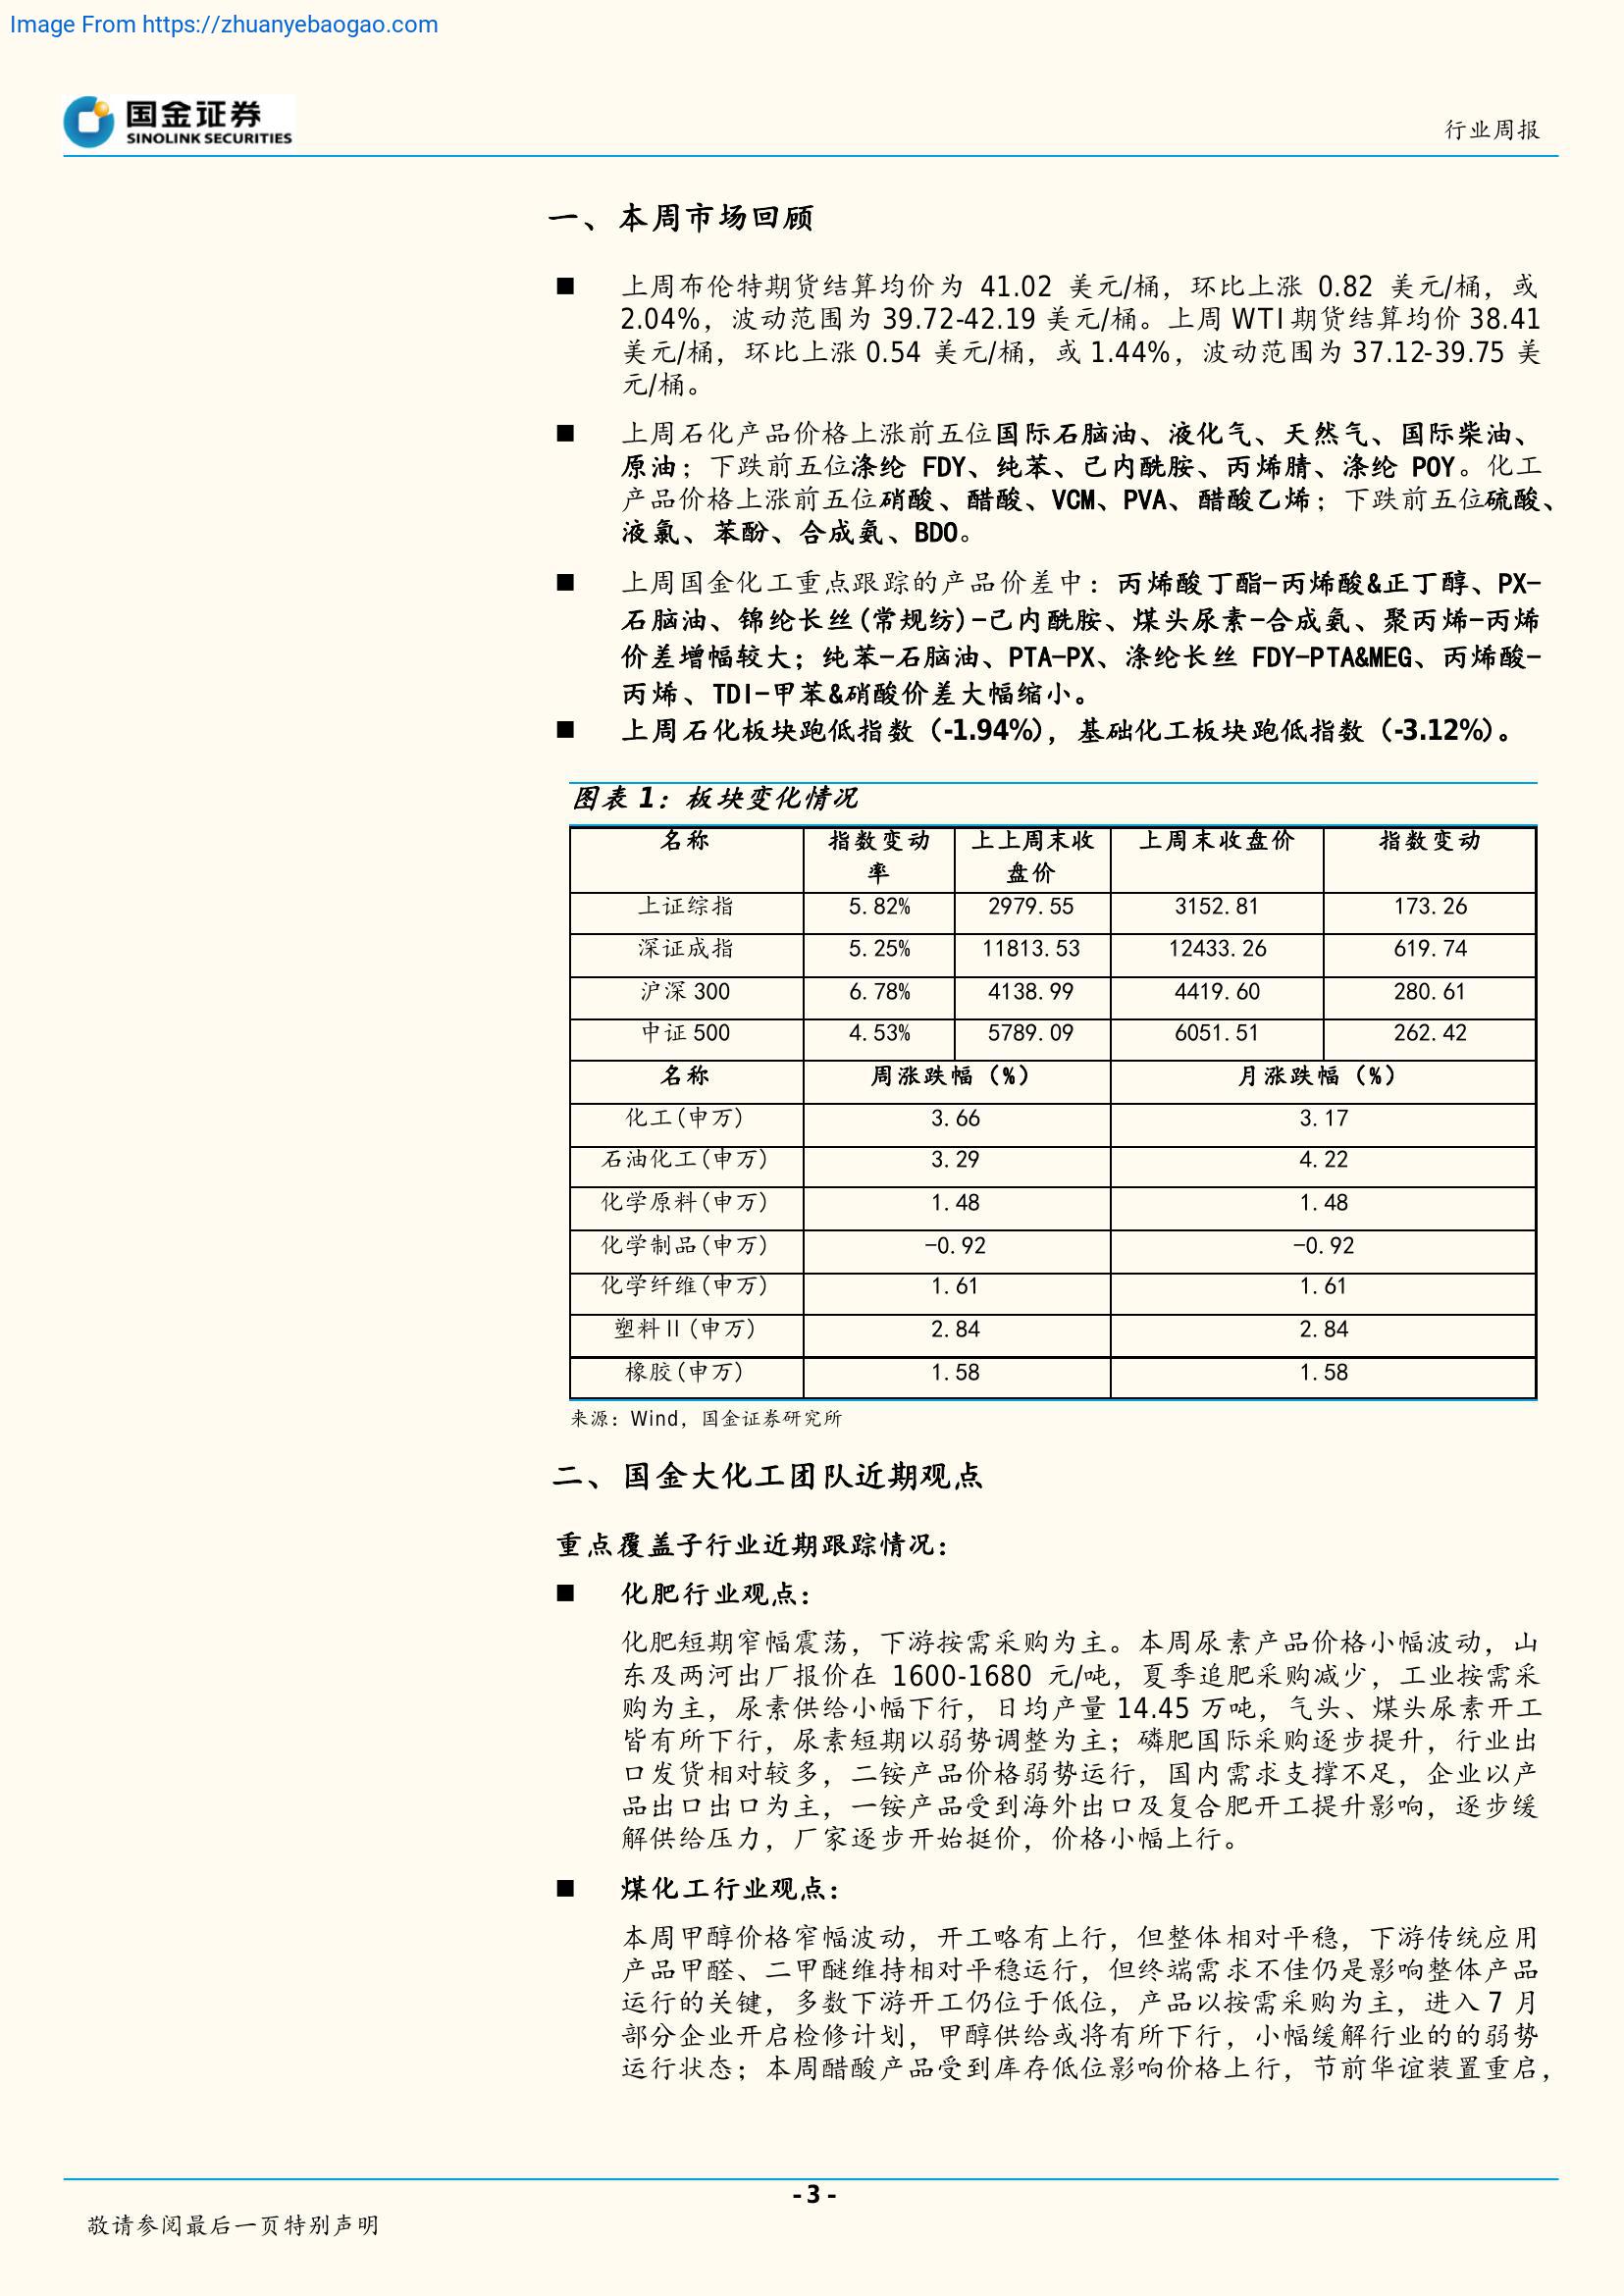 Image From https://zhuanyebaogao.com
国金证券
SINOLINK SECURITIES
行业周报
一、本周市场回顾
■ 上周布伦特期货结算均价为 41.02 美元/桶，环比上涨 0.82 美元/桶，或
2.04%，波动范围为 39.72-42.19 美元/桶。上周 WTI 期货结算均价 38.41
美元/桶，环比上涨 0.54 美元/桶，或 1.44%，波动范围为 37.12-39.75 美
元/桶。
■ 上周石化产品价格上涨前五位国际石脑油、液化气、天然气、国际柴油、
原油；下跌前五位涤纶 FDY、纯苯、己内酰胺、丙烯腈、涤纶 POY。化工
产品价格上涨前五位硝酸、醋酸、VCM、PVA、醋酸乙烯；下跌前五位硫酸、
液氯、苯酚、合成氨、BDO。
■ 上周国金化工重点跟踪的产品价差中：丙烯酸丁酯-丙烯酸&正丁醇、PX-
石脑油、锦纶长丝(常规纺)-己内酰胺、煤头尿素-合成氨、聚丙烯-丙烯
价差增幅较大；纯苯-石脑油、PTA-PX、涤纶长丝 FDY-PTA&MEG、丙烯酸-
丙烯、TDI-甲苯&硝酸价差大幅缩小。
■ 上周石化板块跑低指数（-1.94%），基础化工板块跑低指数（-3.12%）。
图表 1：板块变化情况
名称 指数变动率 上上周末收盘价 上周末收盘价 指数变动
上证综指 5.82% 2979.55 3152.81 173.26
深证成指 5.25% 11813.53 12433.26 619.74
沪深 300 6.78% 4138.99 4419.60 280.61
中证 500 4.53% 5789.09 6051.51 262.42
名称 周涨跌幅（%） 月涨跌幅（%）
化工(申万) 3.66 3.17
石油化工(申万) 3.29 4.22
化学原料(申万) 1.48 1.48
化学制品(申万) -0.92 -0.92
化学纤维(申万) 1.61 1.61
塑料Ⅱ(申万) 2.84 2.84
橡胶(申万) 1.58 1.58
来源：Wind，国金证券研究所
二、国金大化工团队近期观点
重点覆盖子行业近期跟踪情况：
■ 化肥行业观点：
化肥短期窄幅震荡，下游按需采购为主。本周尿素产品价格小幅波动，山
东及两河出厂报价在 1600-1680 元/吨，夏季追肥采购减少，工业按需采
购为主，尿素供给小幅下行，日均产量 14.45 万吨，气头、煤头尿素开工
皆有所下行，尿素短期以弱势调整为主；磷肥国际采购逐步提升，行业出
口发货相对较多，二铵产品价格弱势运行，国内需求支撑不足，企业以产
品出口出口为主，一铵产品受到海外出口及复合肥开工提升影响，逐步缓
解供给压力，厂家逐步开始挺价，价格小幅上行。
■ 煤化工行业观点：
本周甲醇价格窄幅波动，开工略有上行，但整体相对平稳，下游传统应用
产品甲醛、二甲醚维持相对平稳运行，但终端需求不佳仍是影响整体产品
运行的关键，多数下游开工仍位于低位，产品以按需采购为主，进入 7 月
部分企业开启检修计划，甲醇供给或将有所下行，小幅缓解行业的的弱势
运行状态；本周醋酸产品受到库存低位影响价格上行，节前华谊装置重启，
- 3 -
敬请参阅最后一页特别声明